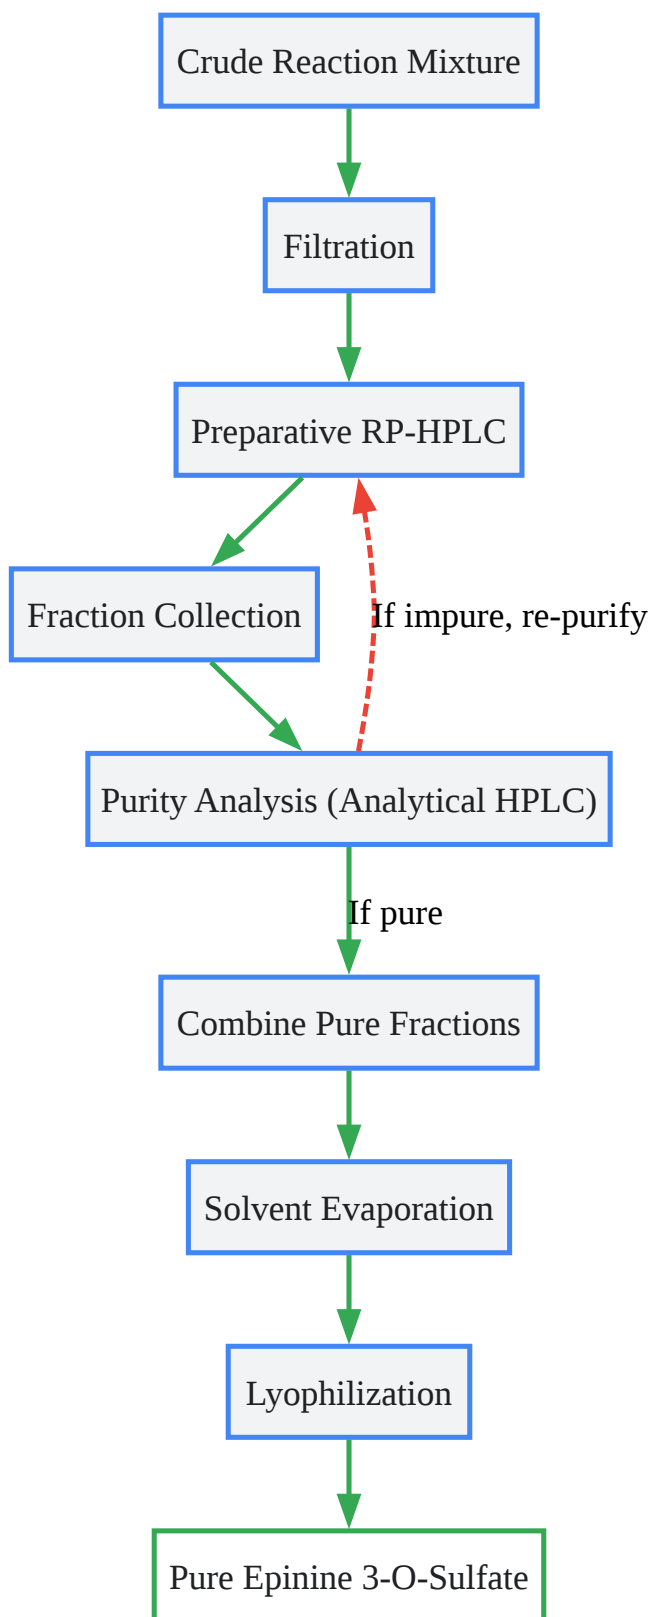 Crude Reaction Mixture
Filtration
Preparative RP-HPLC
Fraction Collection
If impure, re-purify
Purity Analysis (Analytical HPLC)
If pure
Combine Pure Fractions
Solvent Evaporation
Lyophilization
Pure Epinine 3-O-Sulfate